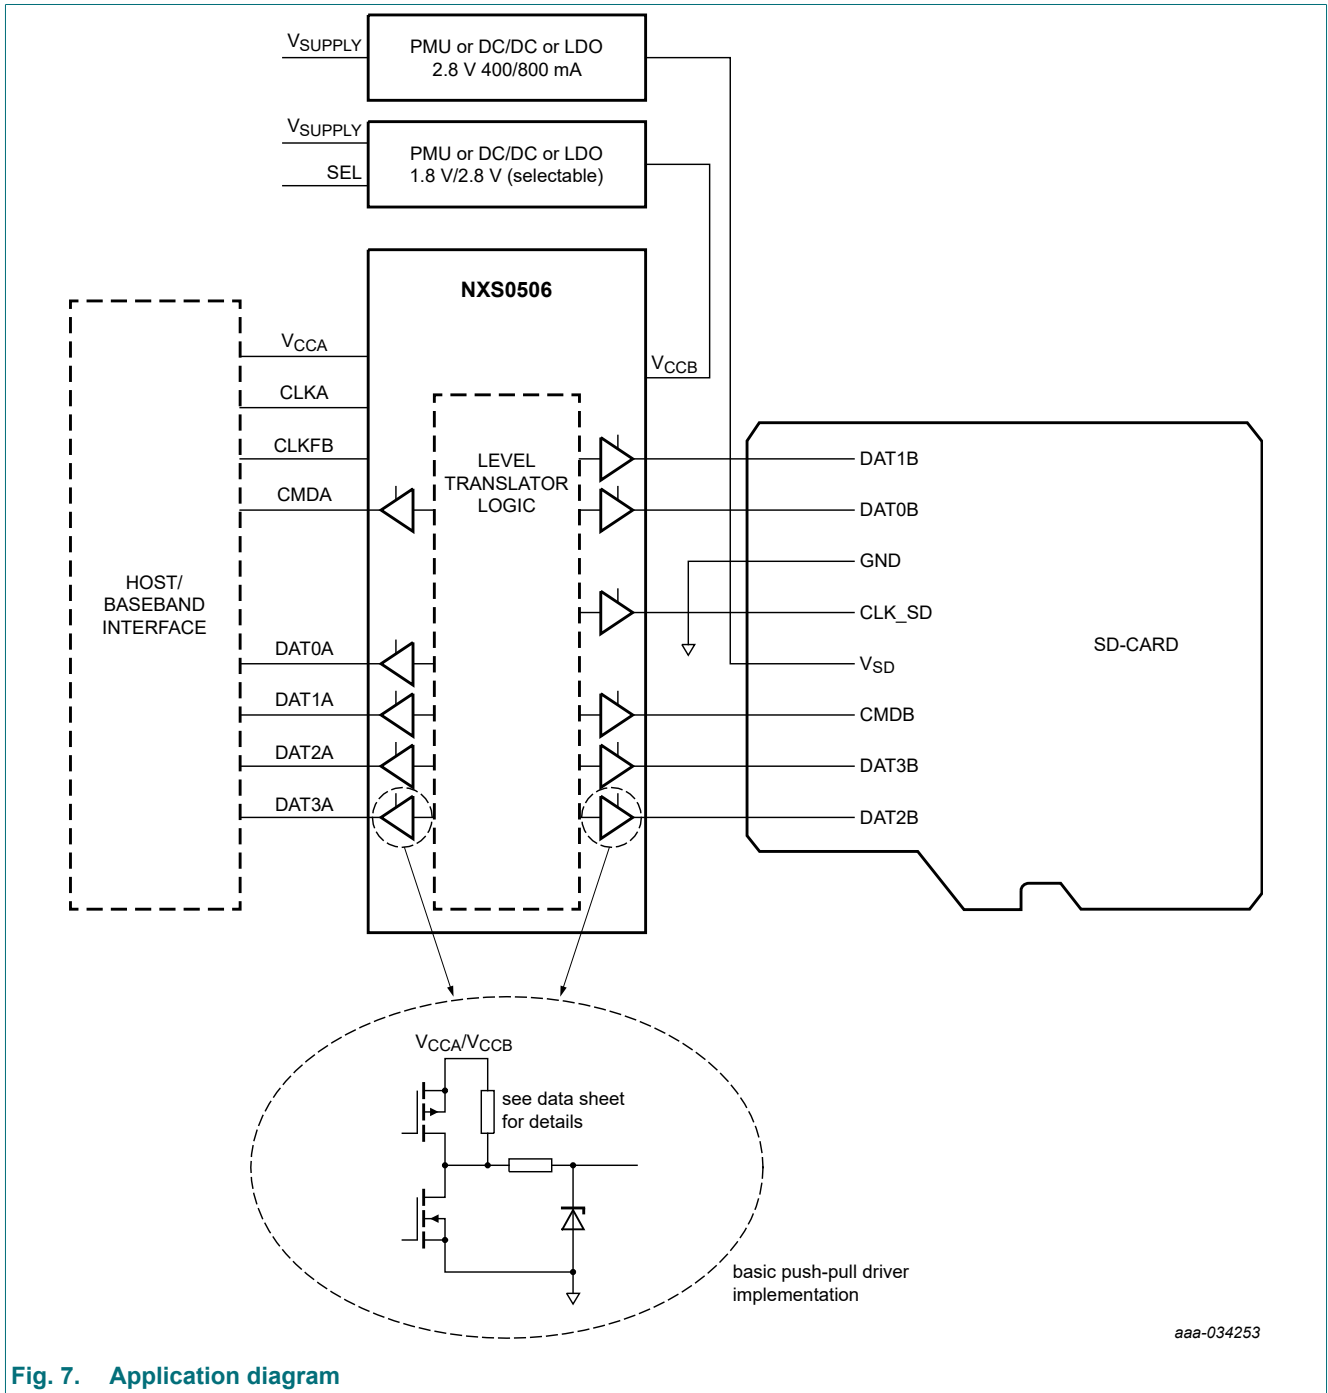 VSUPPLY
PMU or DC/DC or LDO
2.8 V 400/800 mA
VSUPPLY
SEL
PMU or DC/DC or LDO
1.8 V/2.8 V (selectable)
NXS0506
VCCA
VCCB
CLKA
CLKFB
CMDA
LEVEL
TRANSLATOR
LOGIC
HOST/
BASEBAND
INTERFACE
DAT0A
DAT1A
DAT2A
DAT3A
DAT1B
DAT0B
GND
CLK_SD
VSD
CMDB
DAT3B
DAT2B
SD-CARD
VCCA/VCCB
see data sheet
for details
basic push-pull driver
implementation
aaa-034253
Fig. 7. Application diagram